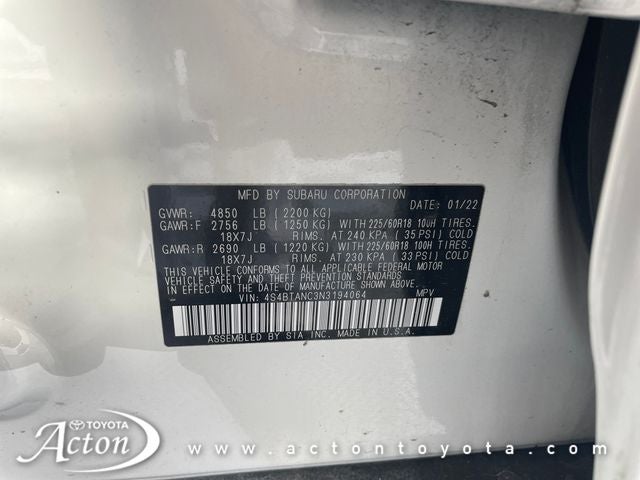 MFD BY SUBARU CORPORATION
DATE: 01/22
GVWR: 4850 LB (2200 KG)
GAWR:F 2756 LB (1250 KG) WITH 225/60R18 100H TIRES.
18X7J RIMS. AT 240 KPA (35 PSI) COLD
GAWR:R 2690 LB (1220 KG) WITH 225/60R18 100H TIRES.
18X7J RIMS. AT 230 KPA (33 PSI) COLD
THIS VEHICLE CONFORMS TO ALL APPLICABLE FEDERAL MOTOR
VEHICLE SAFETY AND THEFT PREVENTION STANDARDS
IN EFFECT ON THE DATE OF MANUFACTURE SHOWN ABOVE.
VIN: 4S4BTANC3N3194064 MPV
ASSEMBLED BY SIA INC. MADE IN U.S.A.
TOYOTA
Acton
www.actontoyota.com